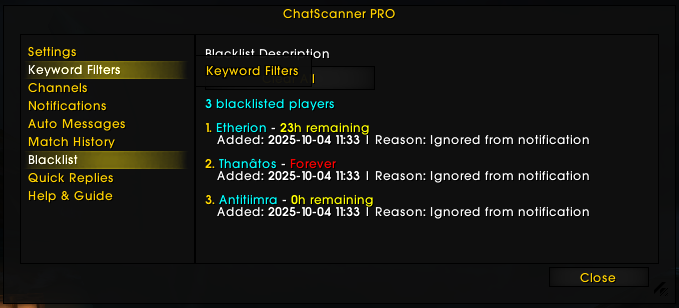 ChatScanner PRO
Settings
Keyword Filters
Channels
Notifications
Auto Messages
Match History
Blacklist
Quick Replies
Help & Guide
Blacklist Description
Keyword Filters
3 blacklisted players
1. Etherion - 23h remaining
Added: 2025-10-04 11:33 | Reason: Ignored from notification
2. Thanâtos - Forever
Added: 2025-10-04 11:33 | Reason: Ignored from notification
3. Antitiimra - 0h remaining
Added: 2025-10-04 11:33 | Reason: Ignored from notification
Close